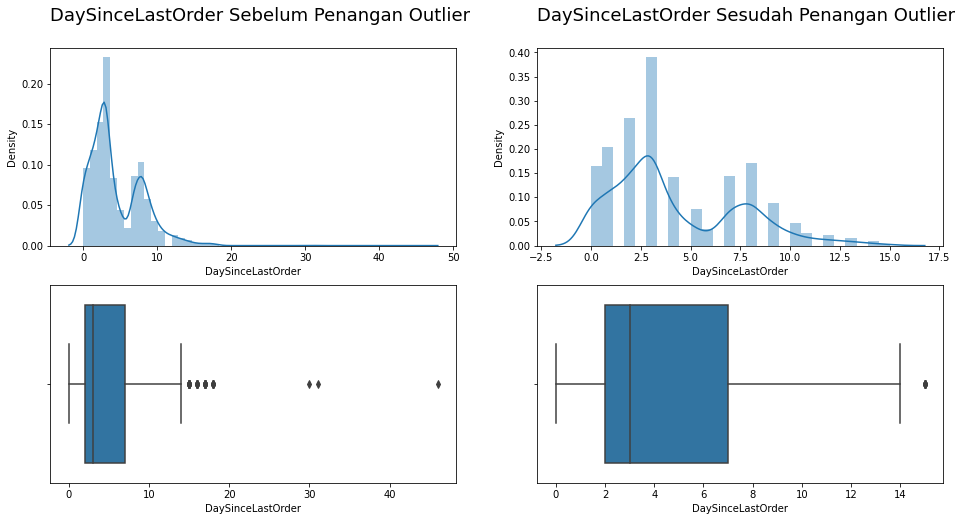 DaySinceLastOrder Sebelum Penangan Outlier
DaySinceLastOrder Sesudah Penangan Outlier
0.20
0.15
0.10
0.05
0.00
Density
0 10 20 30 40 50
DaySinceLastOrder
0.40
0.35
0.30
0.25
0.20
0.15
0.10
0.05
0.00
Density
−2.5 0.0 2.5 5.0 7.5 10.0 12.5 15.0 17.5
DaySinceLastOrder
0 10 20 30 40
DaySinceLastOrder
0 2 4 6 8 10 12 14
DaySinceLastOrder